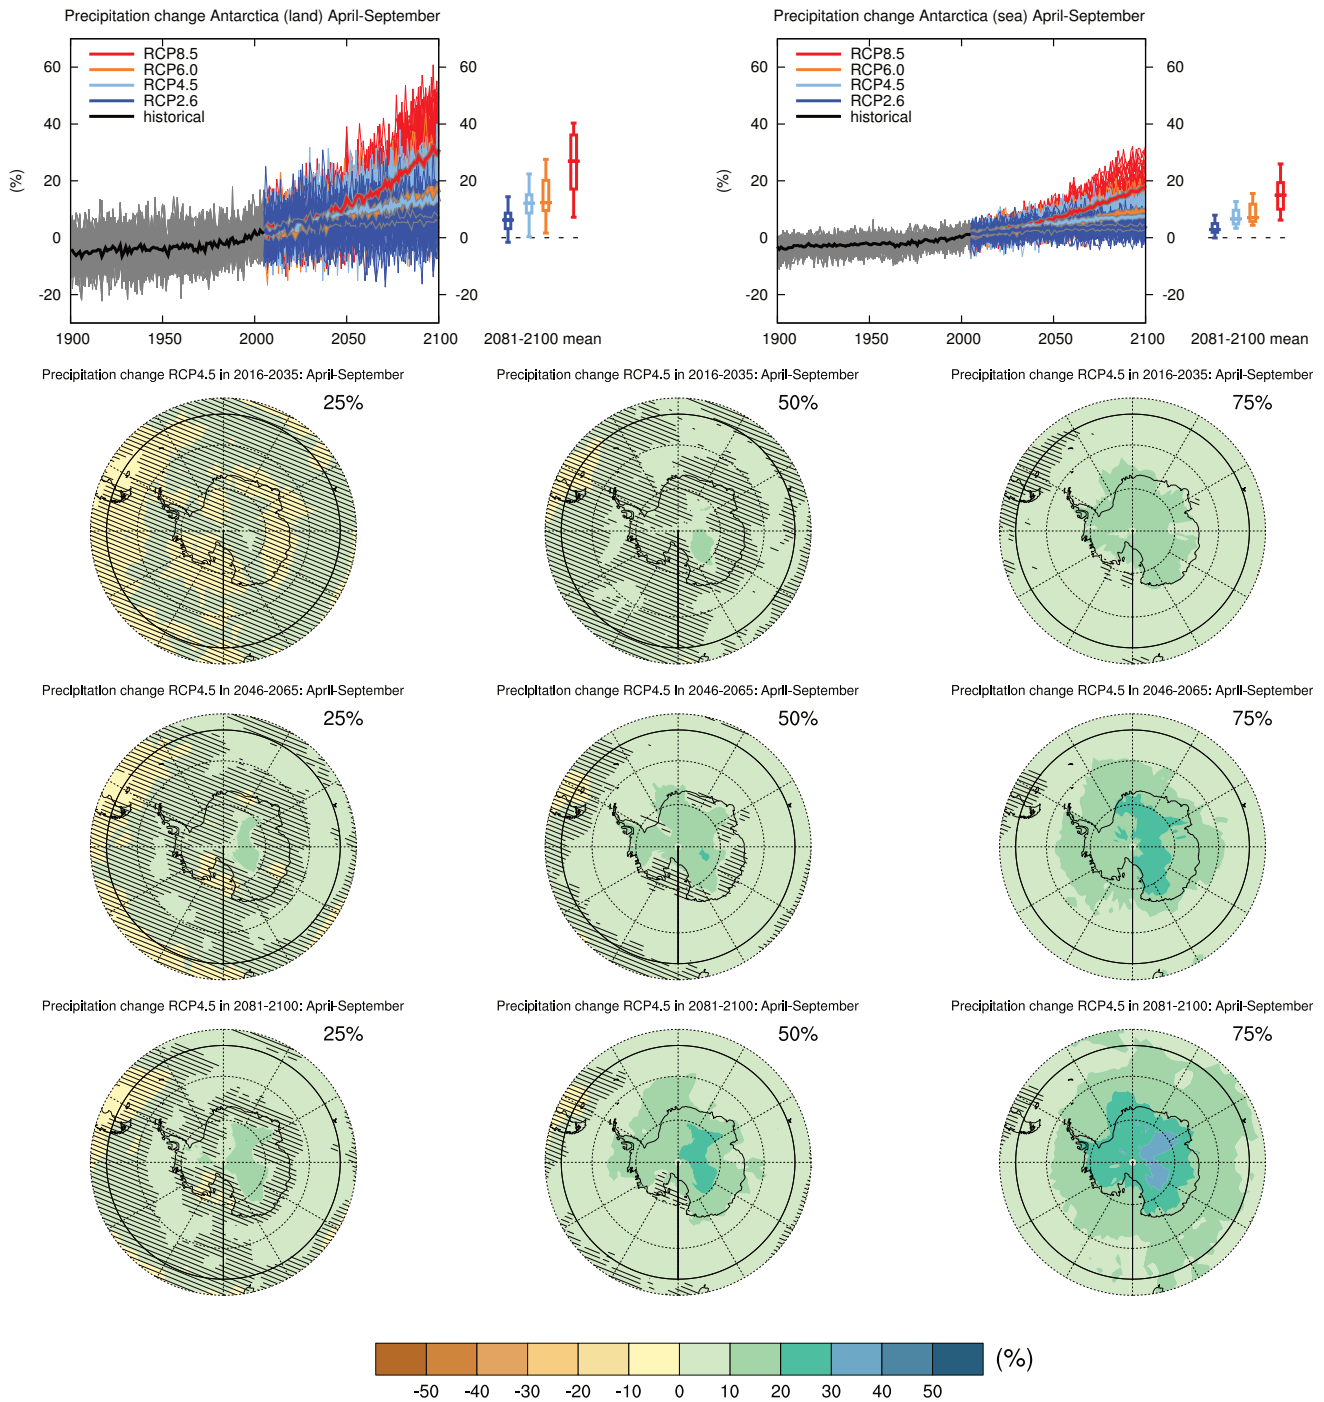 Precipitation change Antarctica (land) April-September
Precipitation change Antarctica (sea) April-September
60
40
20
0
-20
(%)
RCP8.5
RCP6.0
RCP4.5
RCP2.6
historical
60
40
20
0
-20
1900
1950
2000
2050
2100
2081-2100 mean
60
40
20
0
-20
(%)
RCP8.5
RCP6.0
RCP4.5
RCP2.6
historical
60
40
20
0
-20
1900
1950
2000
2050
2100
2081-2100 mean
Precipitation change RCP4.5 in 2016-2035: April-September
25%
Precipitation change RCP4.5 in 2016-2035: April-September
50%
Precipitation change RCP4.5 in 2016-2035: April-September
75%
Precipitation change RCP4.5 in 2046-2065: April-September
25%
Precipitation change RCP4.5 in 2046-2065: April-September
50%
Precipitation change RCP4.5 in 2046-2065: April-September
75%
Precipitation change RCP4.5 in 2081-2100: April-September
25%
Precipitation change RCP4.5 in 2081-2100: April-September
50%
Precipitation change RCP4.5 in 2081-2100: April-September
75%
(%)
-50 -40 -30 -20 -10 0 10 20 30 40 50